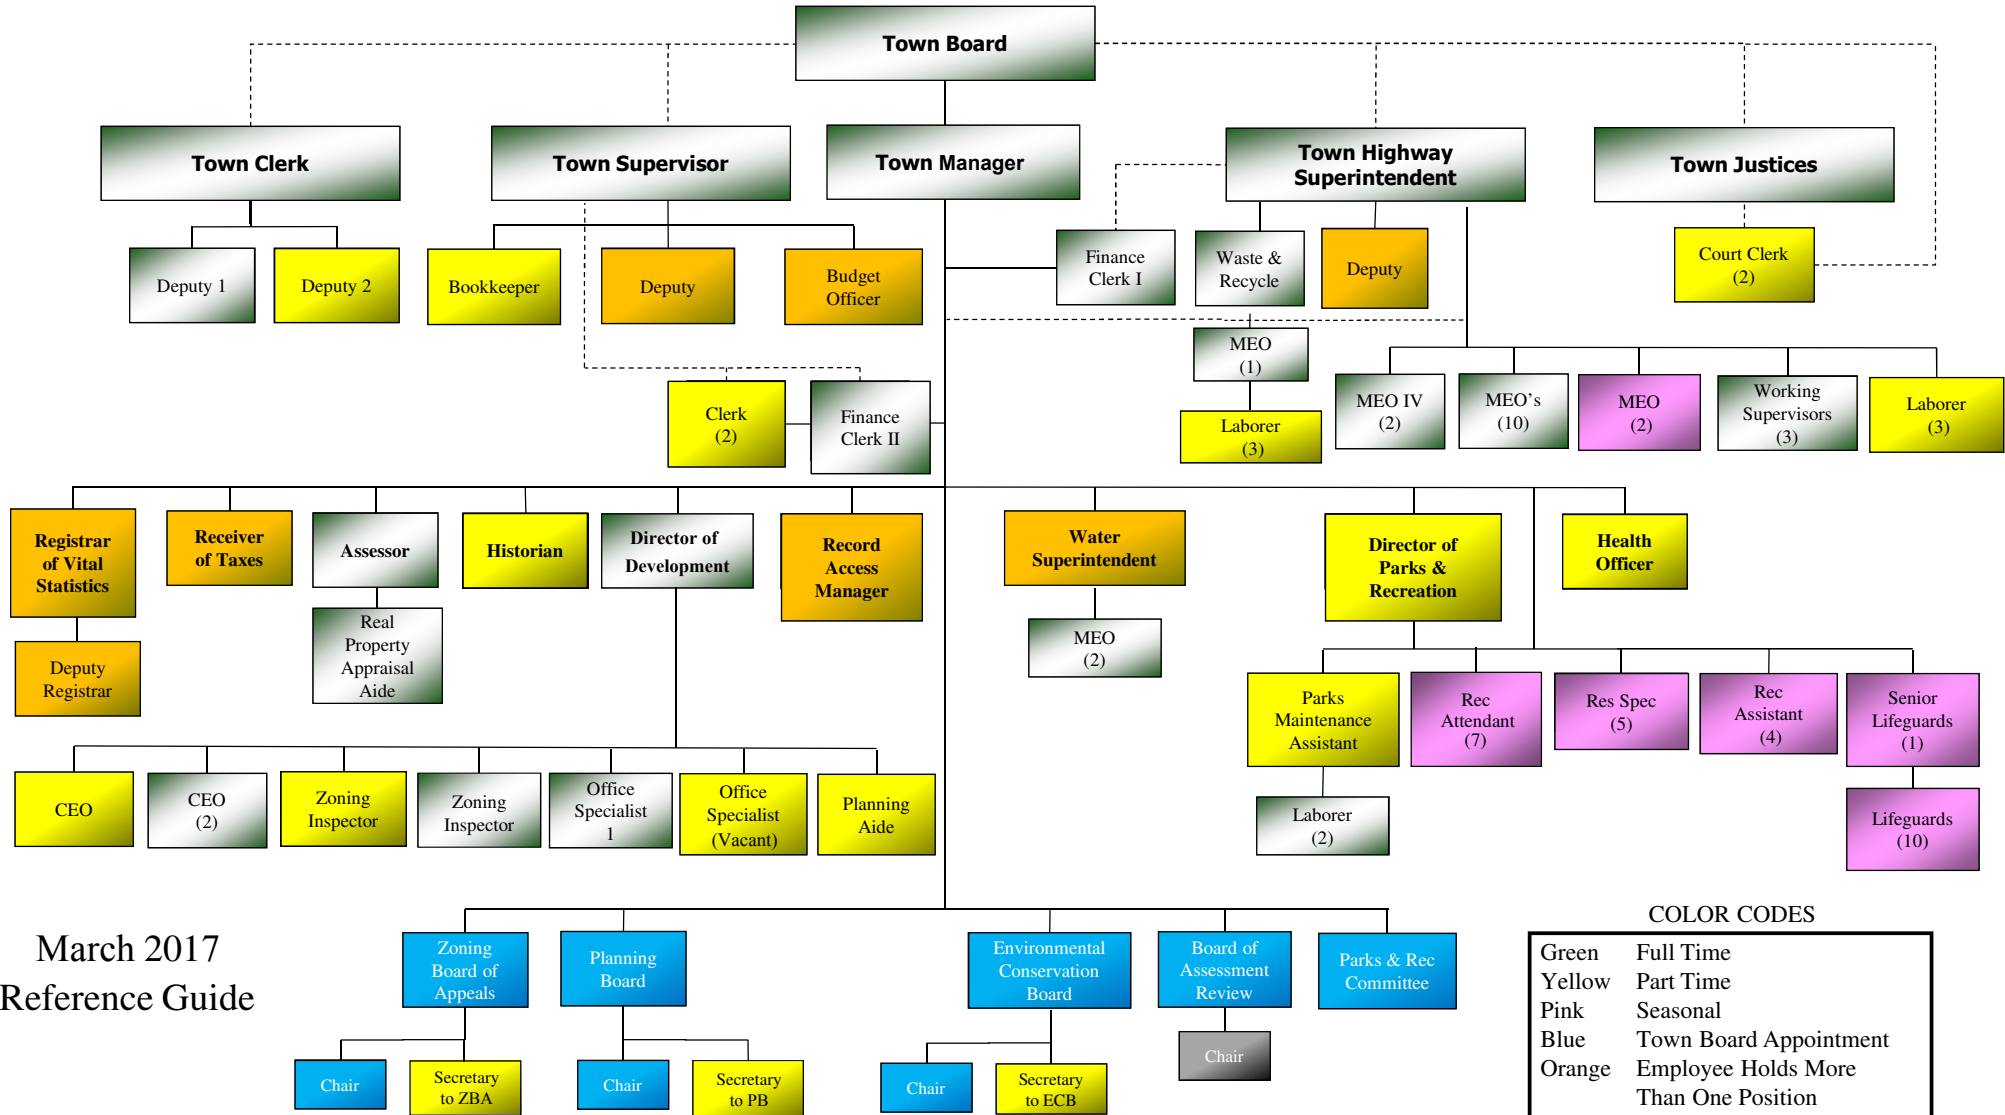 Town Board
Town Clerk
Town Supervisor
Town Manager
Town Highway
Superintendent
Town Justices
Deputy 1
Deputy 2
Bookkeeper
Deputy
Budget
Officer
Finance
Clerk I
Waste &
Recycle
Deputy
Court Clerk
(2)
MEO
(1)
Clerk
(2)
Finance
Clerk II
Laborer
(3)
MEO IV
(2)
MEO's
(10)
MEO
(2)
Working
Supervisors
(3)
Laborer
(3)
Registrar
of Vital
Statistics
Receiver
of Taxes
Assessor
Historian
Director of
Development
Record
Access
Manager
Water
Superintendent
Director of
Parks &
Recreation
Health
Officer
Deputy
Registrar
Real
Property
Appraisal
Aide
MEO
(2)
Parks
Maintenance
Assistant
Rec
Attendant
(7)
Res Spec
(5)
Rec
Assistant
(4)
Senior
Lifeguards
(1)
CEO
CEO
(2)
Zoning
Inspector
Zoning
Inspector
Office
Specialist
1
Office
Specialist
(Vacant)
Planning
Aide
Laborer
(2)
Lifeguards
(10)
March 2017
Reference Guide
Zoning
Board of
Appeals
Planning
Board
Environmental
Conservation
Board
Board of
Assessment
Review
Parks & Rec
Committee
Chair
Secretary
to ZBA
Chair
Secretary
to PB
Chair
Secretary
to ECB
Chair
COLOR CODES
Green Full Time
Yellow Part Time
Pink Seasonal
Blue Town Board Appointment
Orange Employee Holds More
Than One Position